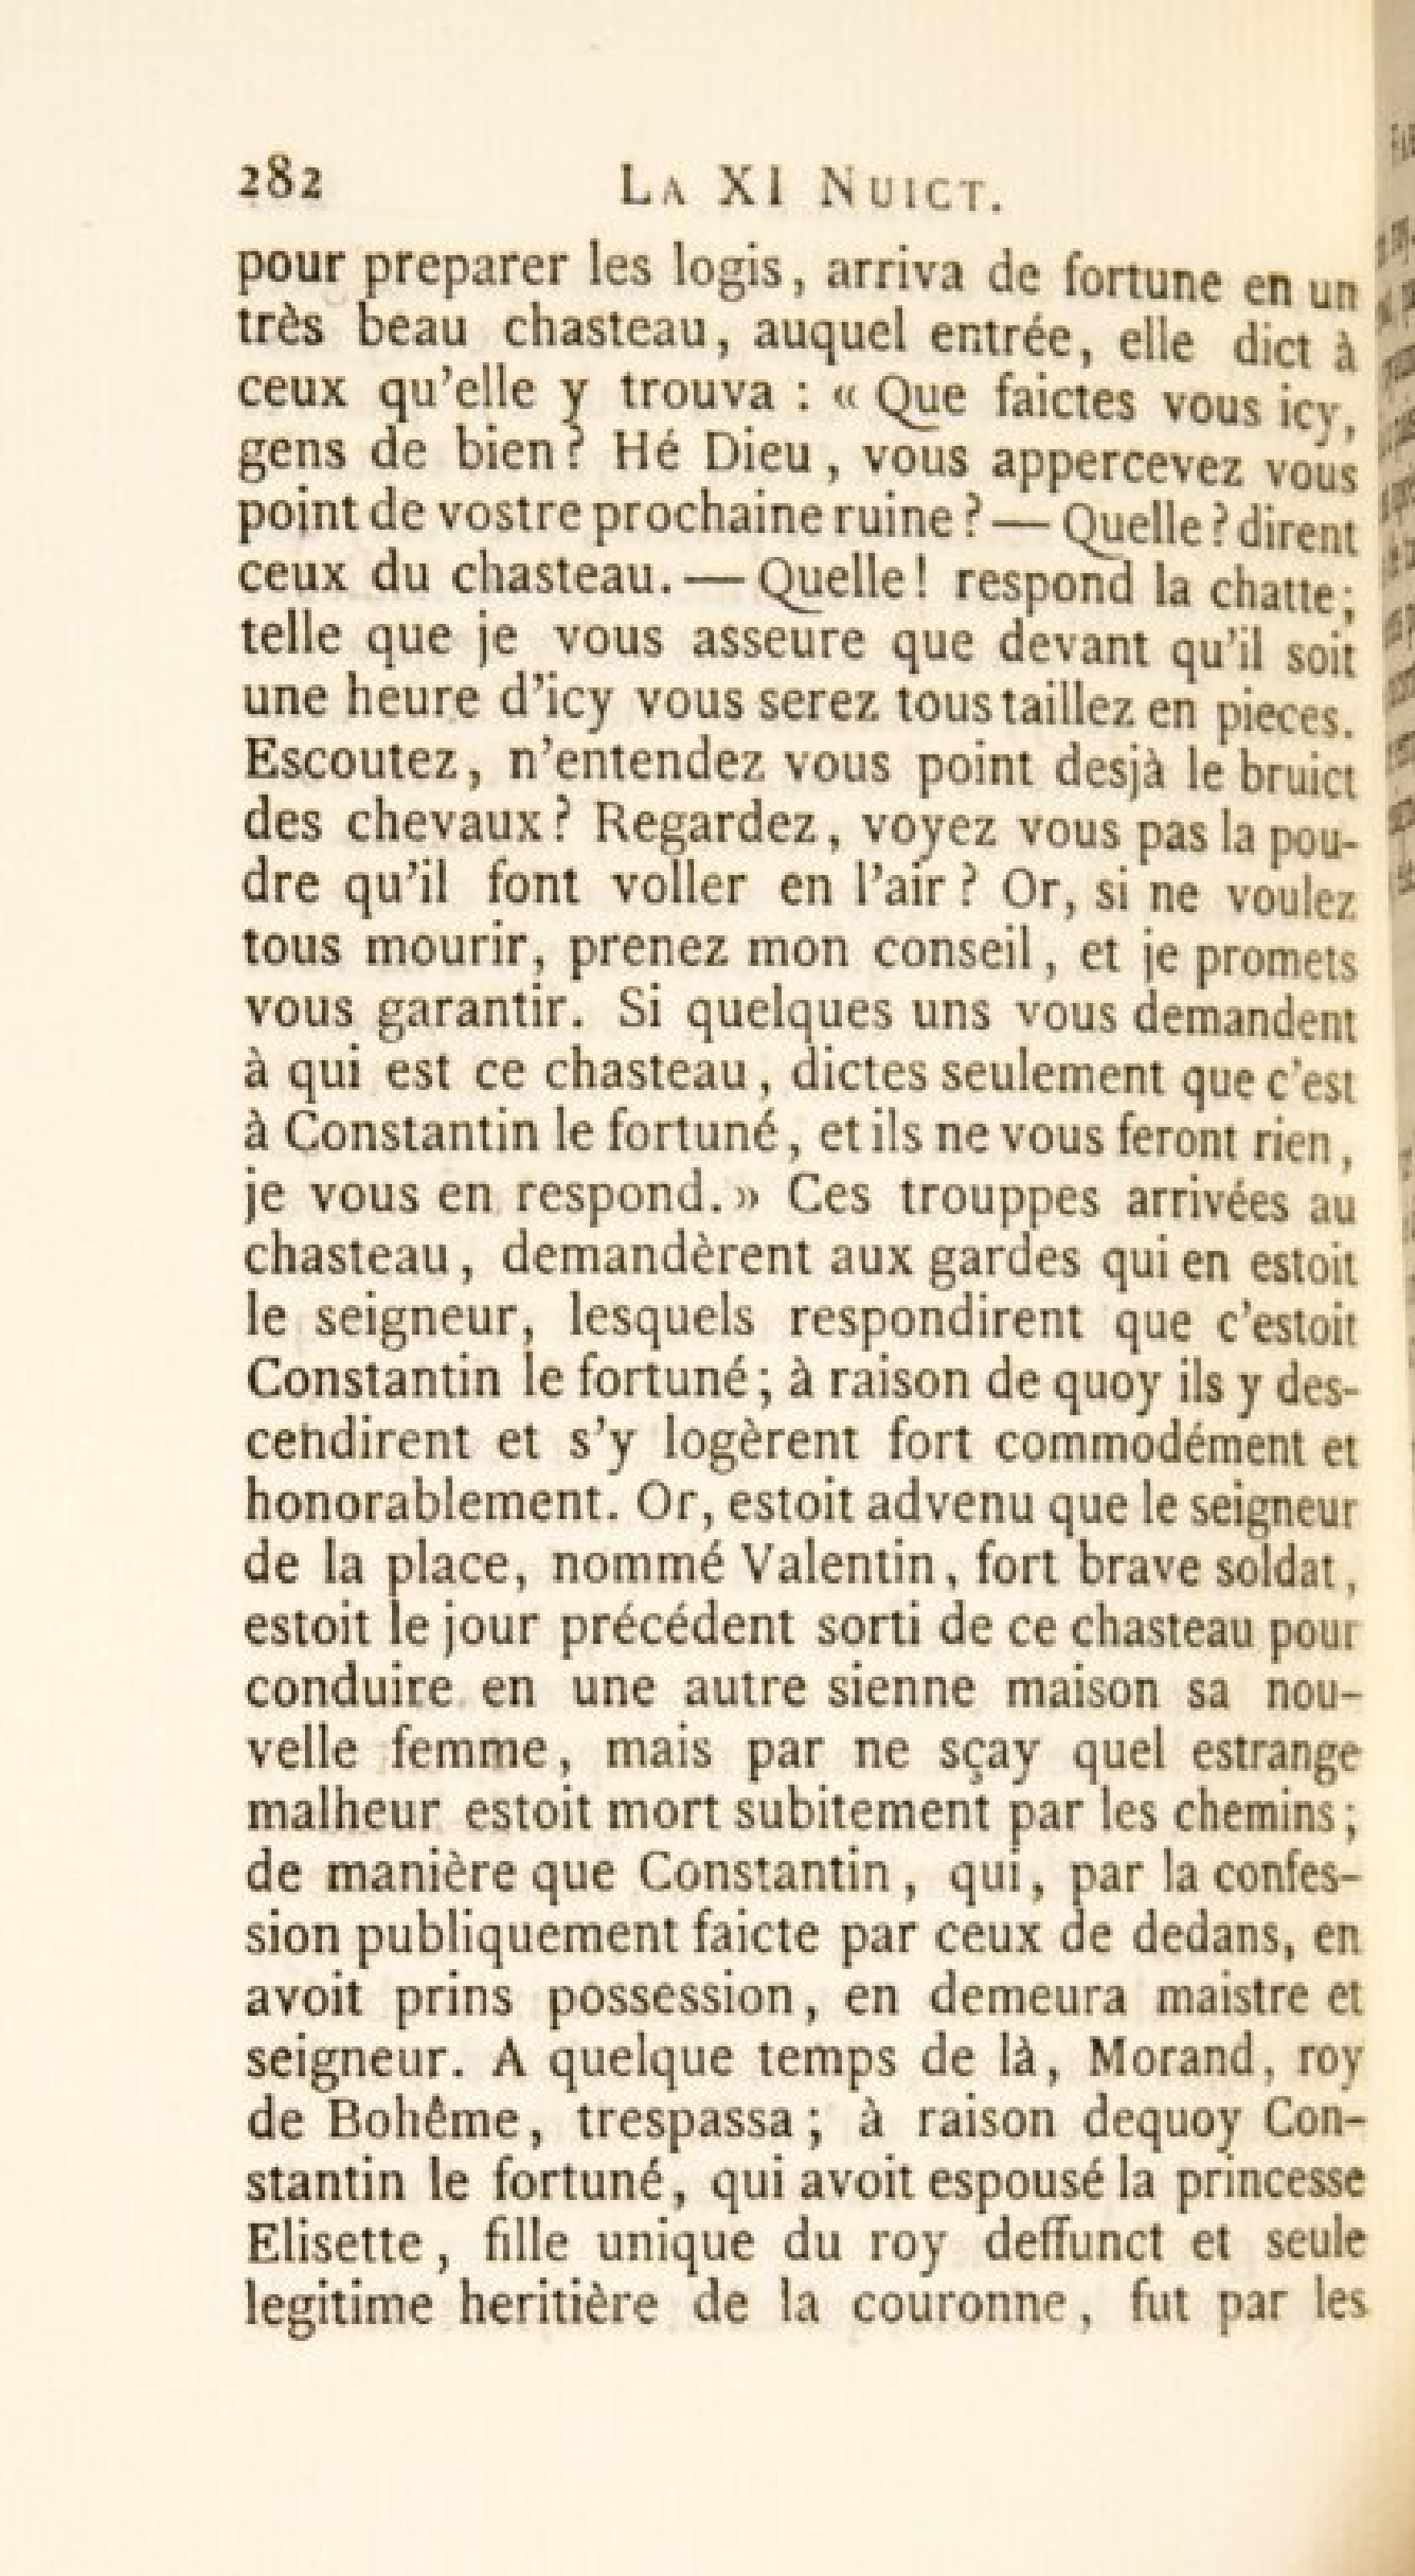 282 LA XI NUICT.
pour preparer les logis, arriva de fortune en un
très beau chasteau, auquel entrée, elle dict à
ceux qu'elle y trouva : « Que faictes vous icy,
gens de bien? Hé Dieu, vous appercevez vous
point de vostre prochaine ruine? — Quelle? dirent
ceux du chasteau. — Quelle! respond la chatte;
telle que je vous asseure que devant qu'il soit
une heure d'icy vous serez tous taillez en pieces.
Escoutez, n'entendez vous point desjà le bruict
des chevaux? Regardez, voyez vous pas la pou-
dre qu'il font voller en l'air? Or, si ne voulez
tous mourir, prenez mon conseil, et je promets
vous garantir. Si quelques uns vous demandent
à qui est ce chasteau, dictes seulement que c'est
à Constantin le fortuné, et ils ne vous feront rien,
je vous en respond. » Ces trouppes arrivées au
chasteau, demandèrent aux gardes qui en estoit
le seigneur, lesquels respondirent que c'estoit
Constantin le fortuné; à raison de quoy ils y des-
cendirent et s'y logèrent fort commodément et
honorablement. Or, estoit advenu que le seigneur
de la place, nommé Valentin, fort brave soldat,
estoit le jour précédent sorti de ce chasteau pour
conduire en une autre sienne maison sa nou-
velle femme, mais par ne sçay quel estrange
malheur estoit mort subitement par les chemins;
de manière que Constantin, qui, par la confes-
sion publiquement faicte par ceux de dedans, en
avoit prins possession, en demeura maistre et
seigneur. A quelque temps de là, Morand, roy
de Bohême, trespassa; à raison dequoy Con-
stantin le fortuné, qui avoit espousé la princesse
Elisette, fille unique du roy deffunct et seule
legitime heritière de la couronne, fut par les